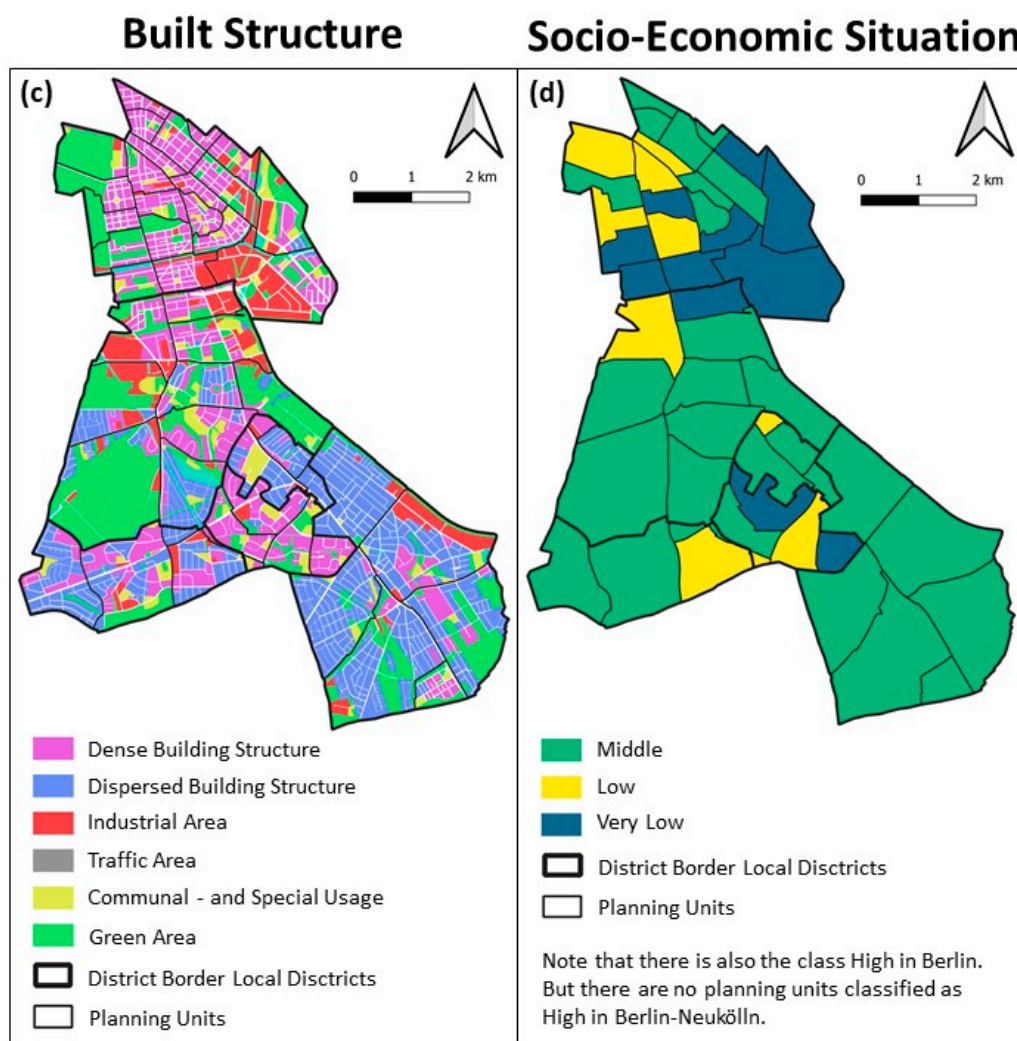 Built Structure
(c)
0 1 2 km
Dense Building Structure
Dispersed Building Structure
Industrial Area
Traffic Area
Communal - and Special Usage
Green Area
District Border Local Disctricts
Planning Units
Socio-Economic Situation
(d)
0 1 2 km
Middle
Low
Very Low
District Border Local Disctricts
Planning Units
Note that there is also the class High in Berlin.
But there are no planning units classified as
High in Berlin-Neukölln.